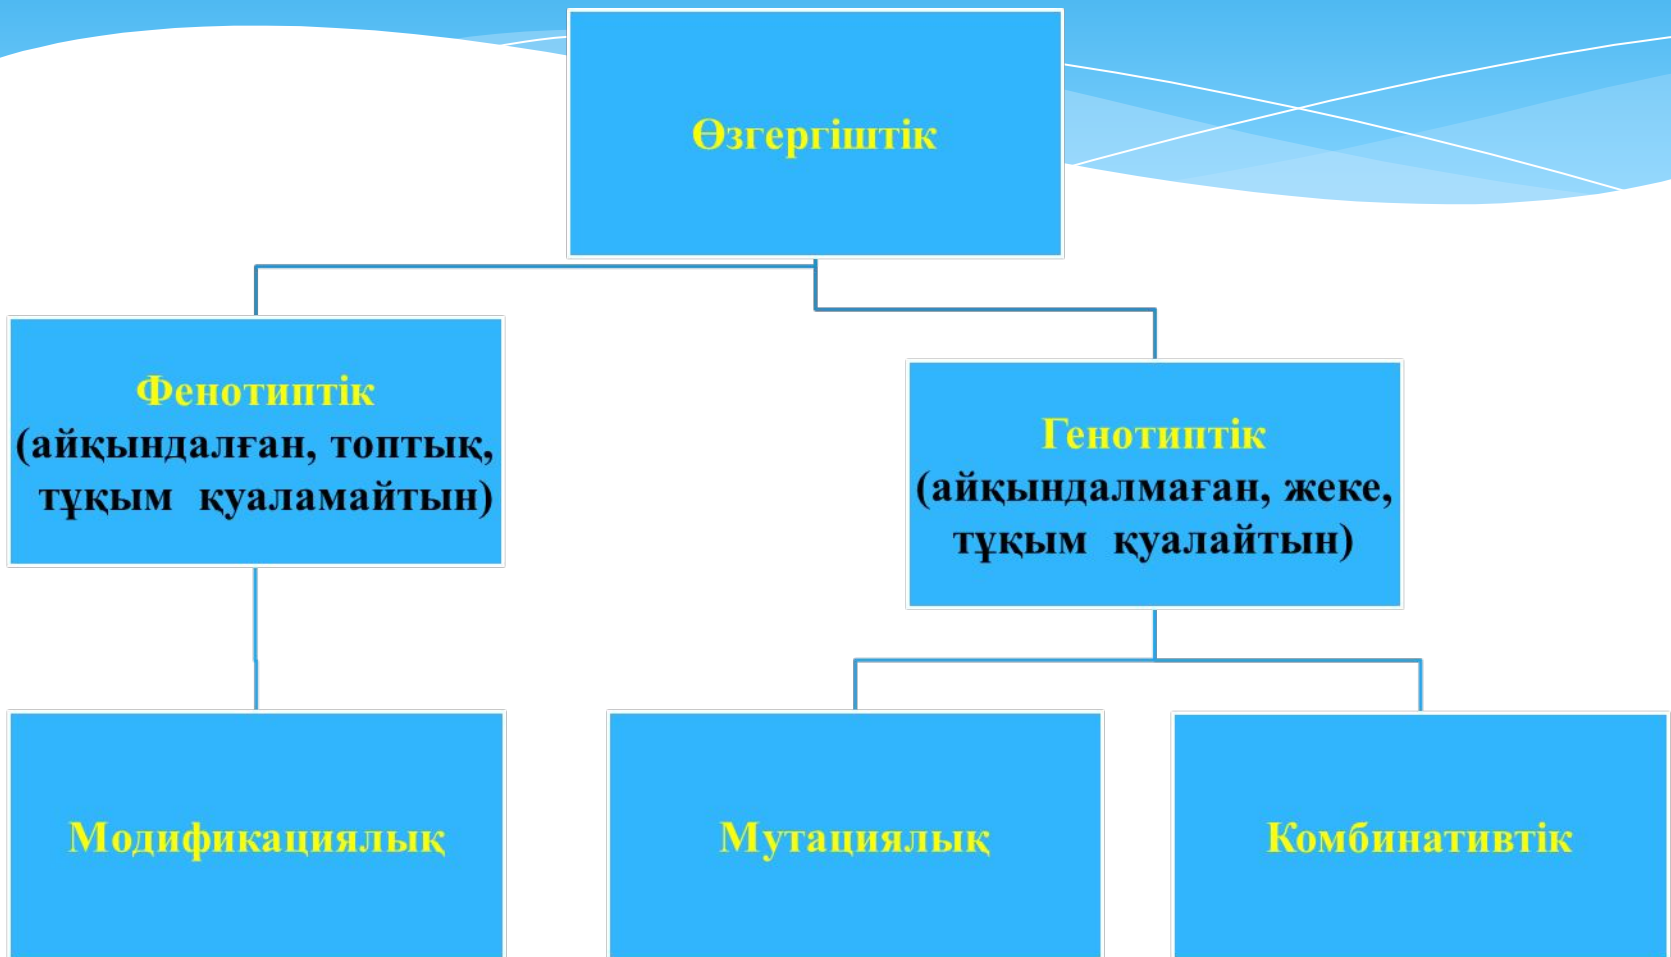 Өзгергіштік
Фенотиптік
(айқындалған, топтық,
тұқым қуаламайтын)
Генотиптік
(айқындалмаған, жеке,
тұқым қуалайтын)
Модификациялық
Мутациялық
Комбинативтік